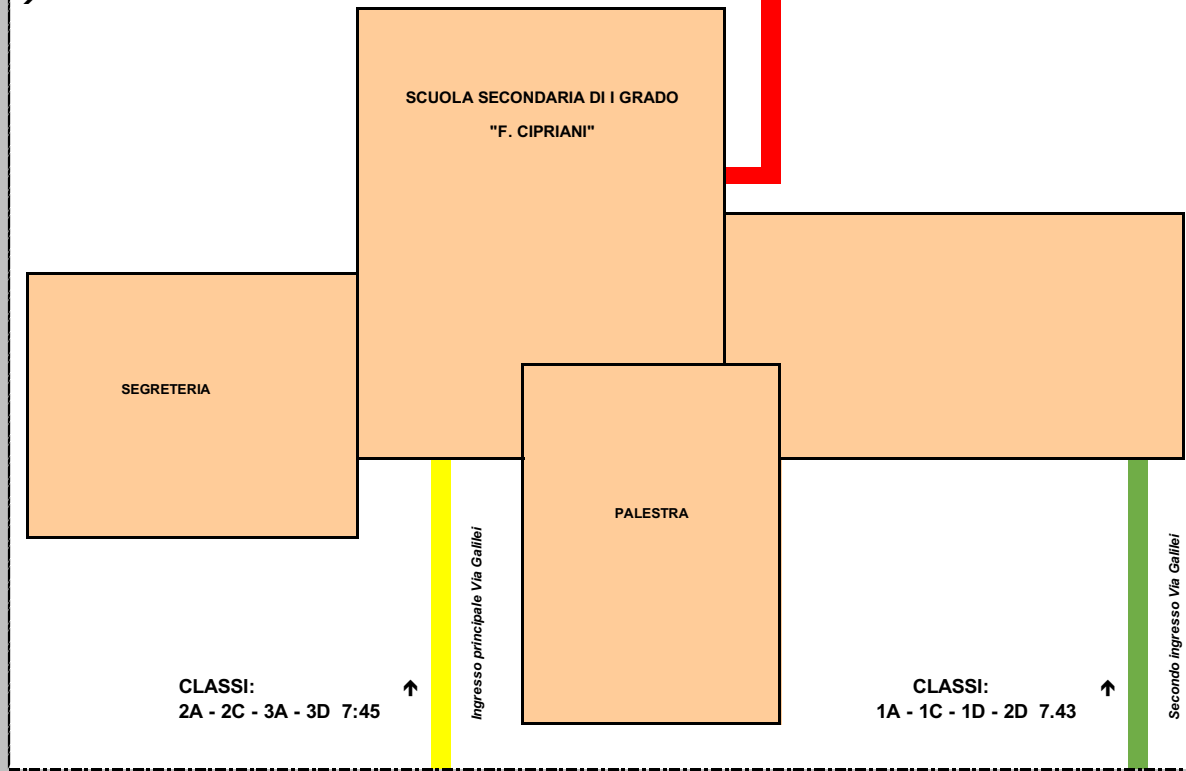 SCUOLA SECONDARIA DI I GRADO
"F. CIPRIANI"
SEGRETERIA
PALESTRA
Ingresso principale Via Galilei
Secondo ingresso Via Galilei
CLASSI:
2A - 2C - 3A - 3D 7:45
CLASSI:
1A - 1C - 1D - 2D 7.43